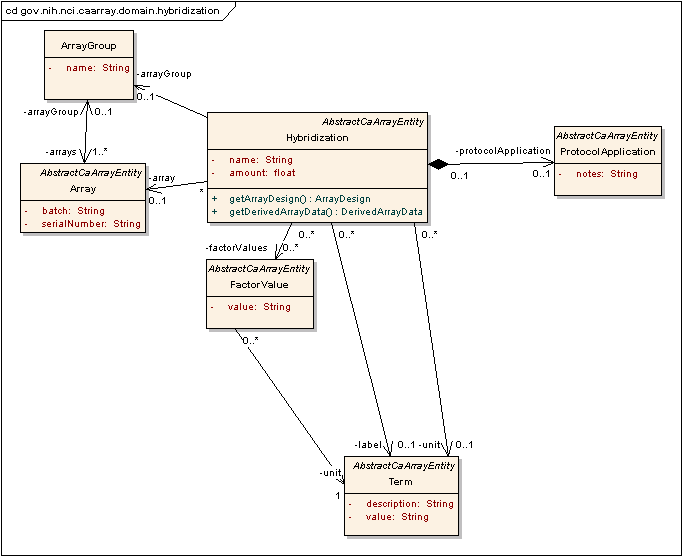 cd gov.nih.nci.caarray.domain.hybridization
ArrayGroup
- name: String
-arrayGroup
0..1
-arrayGroup
0..1
-arrays
1..*
AbstractCaArrayEntity
Hybridization
- name: String
- amount: float
+ getArrayDesign() : ArrayDesign
+ getDerivedArrayData() : DerivedArrayData
-protocolApplication
0..1
0..1
AbstractCaArrayEntity
ProtocolApplication
- notes: String
AbstractCaArrayEntity
Array
- batch: String
- serialNumber: String
-array
0..1
*
0..*
0..*
0..*
-factorValues
0..*
AbstractCaArrayEntity
FactorValue
- value: String
0..*
-unit
1
-label
0..1
-unit
0..1
AbstractCaArrayEntity
Term
- description: String
- value: String